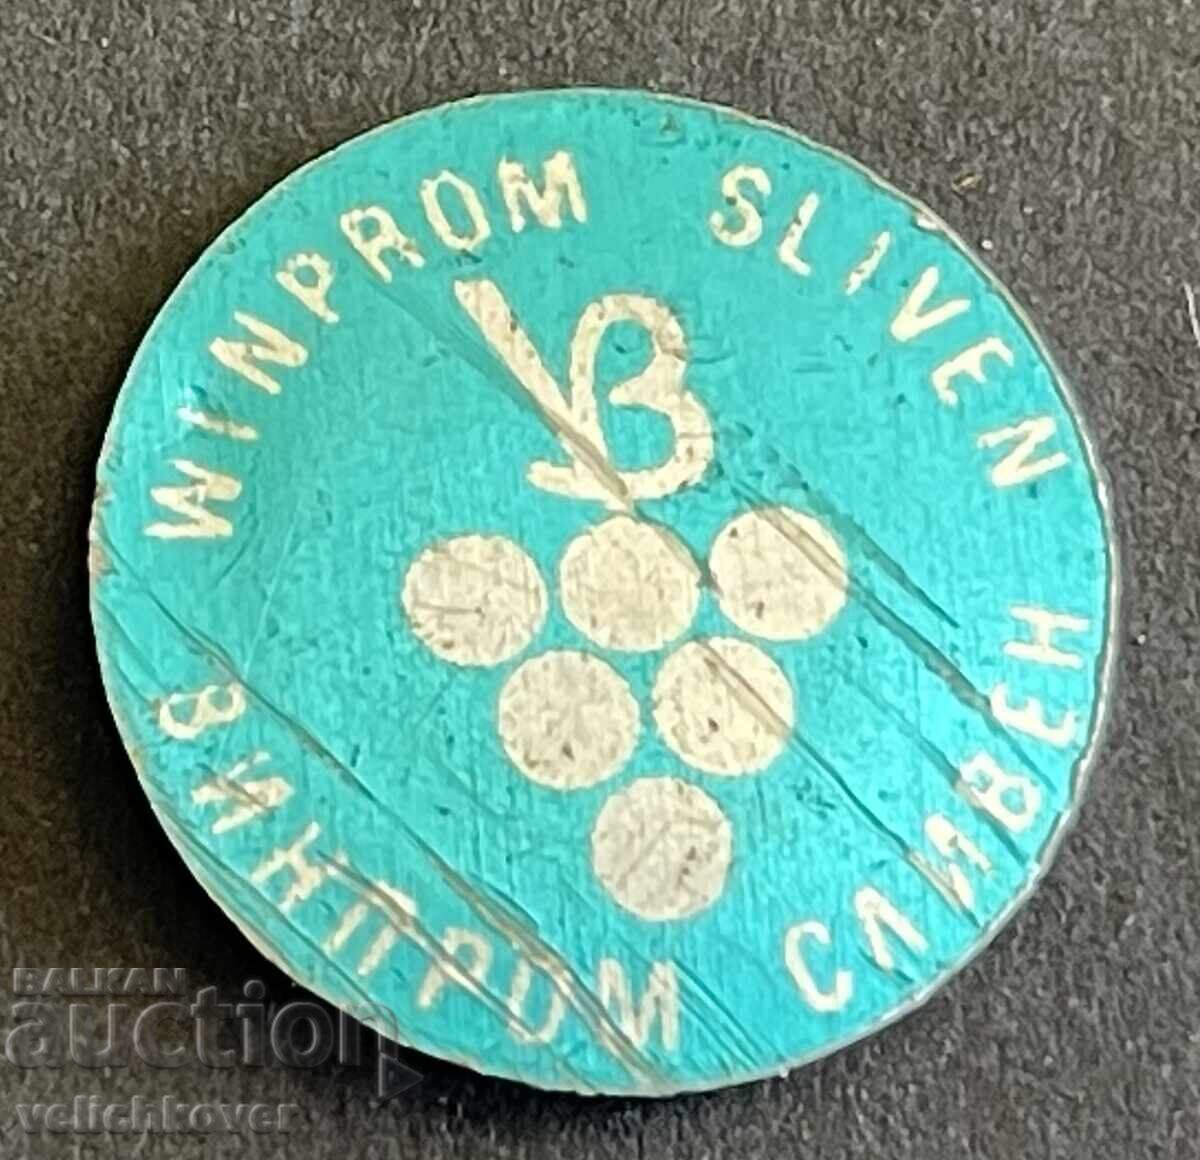 WINPROM SLIVEN
B
ВИНПРОМ СЛИВЕН
BALKAN
auction
velichkover